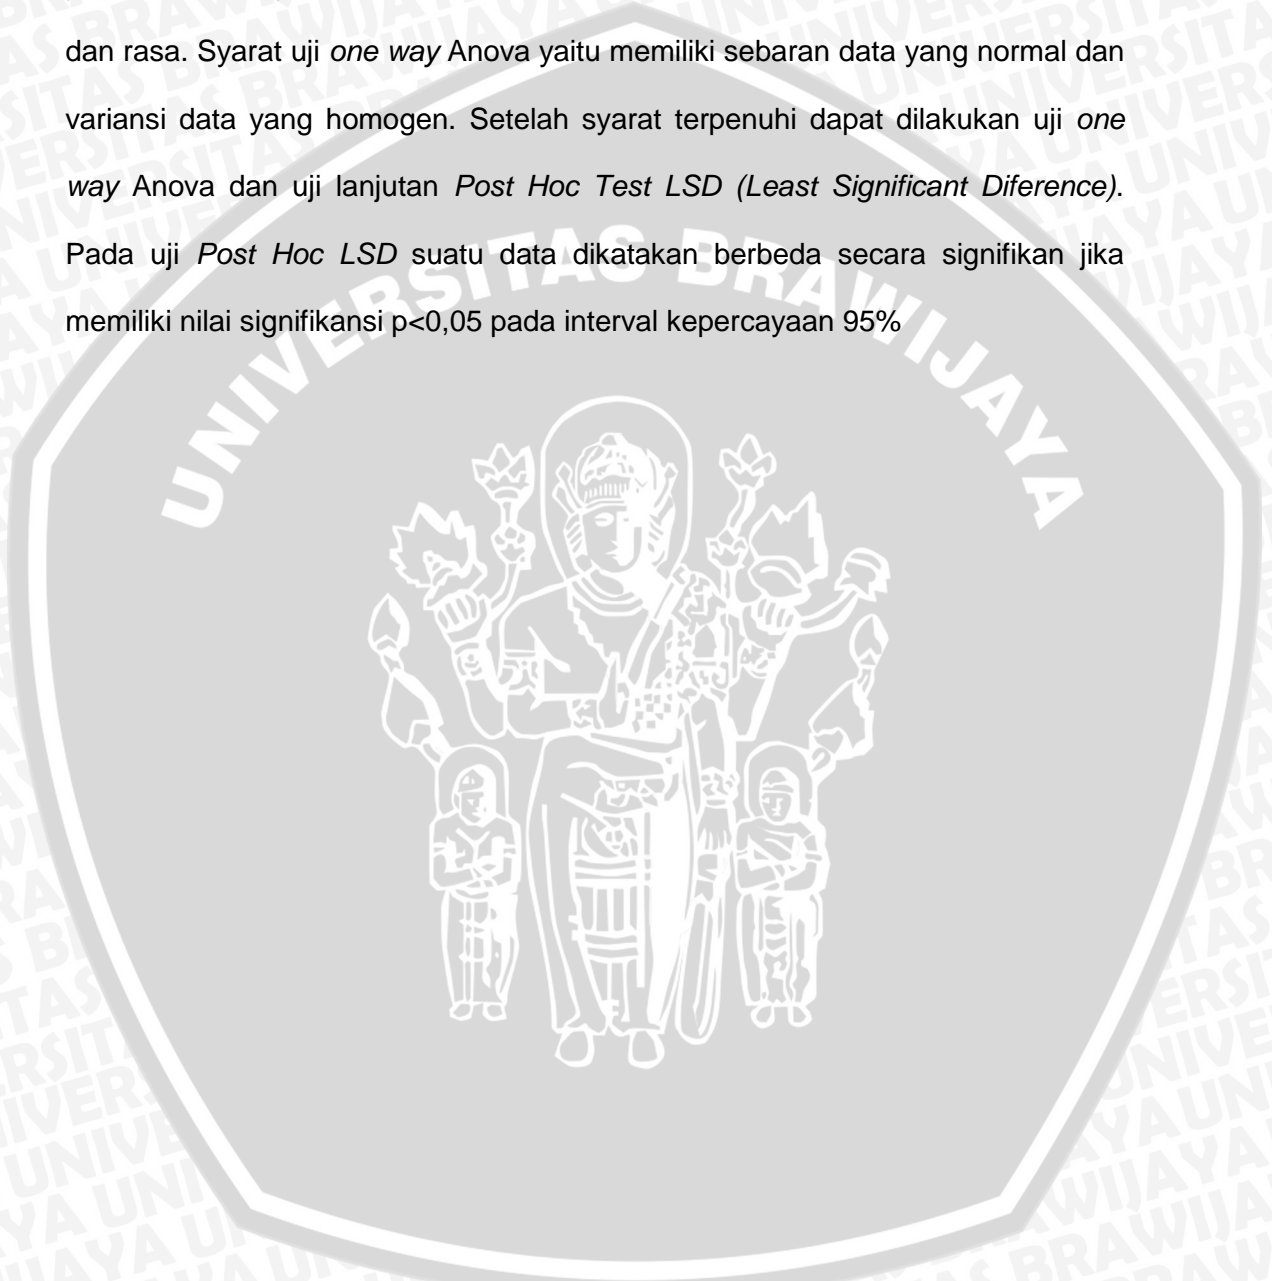 dan rasa. Syarat uji one way Anova yaitu memiliki sebaran data yang normal dan
variansi data yang homogen. Setelah syarat terpenuhi dapat dilakukan uji one
way Anova dan uji lanjutan Post Hoc Test LSD (Least Significant Diference).
Pada uji Post Hoc LSD suatu data dikatakan berbeda secara signifikan jika
memiliki nilai signifikansi p<0,05 pada interval kepercayaan 95%
UNIVERSITAS BRAWIJAYA